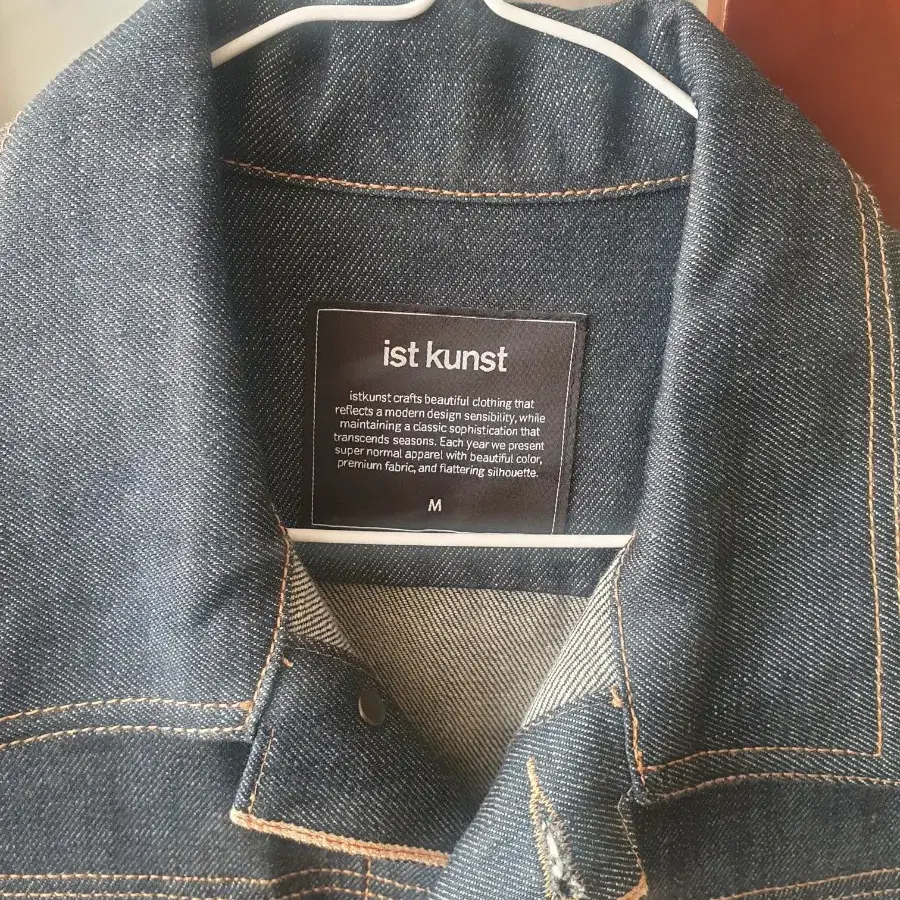 ist kunst
istkunst crafts beautiful clothing that
reflects a modern design sensibility, while
maintaining a classic sophistication that
transcends seasons. Each year we present
super normal apparel with beautiful color,
premium fabric, and flattering silhouette.
M